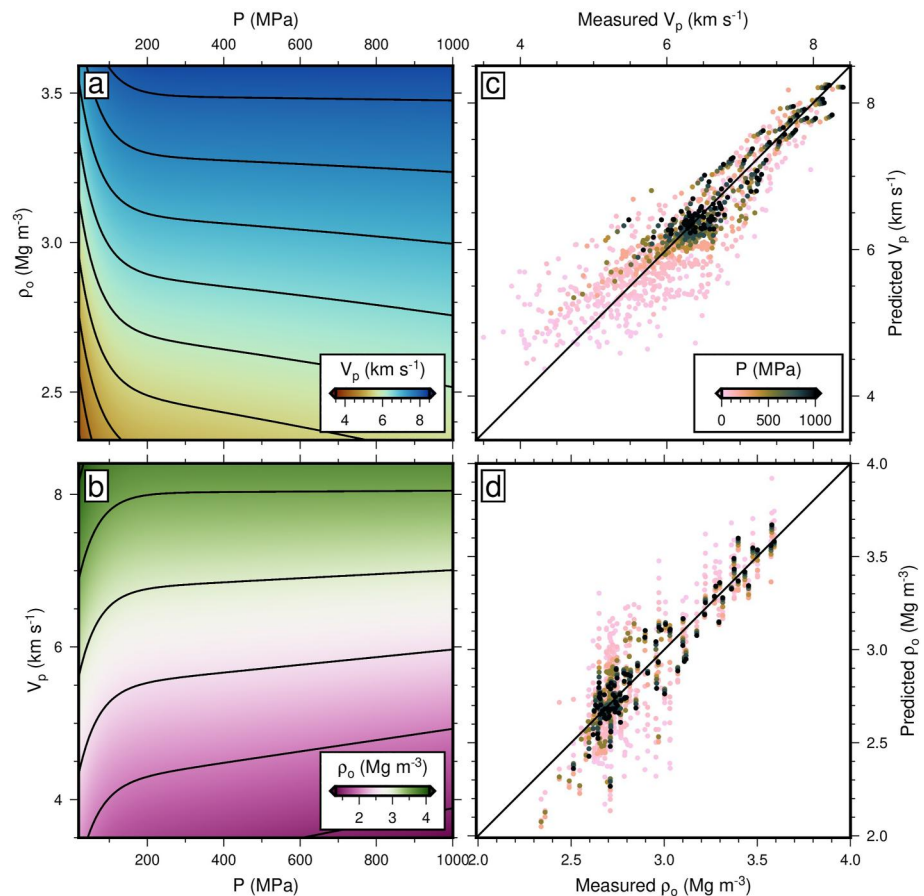 P (MPa)
200 400 600 800 1000
a
ρₒ (Mg m⁻³)
3.5
3.0
2.5
Vₚ (km s⁻¹)
4 6 8
Measured Vₚ (km s⁻¹)
4 6 8
c
Predicted Vₚ (km s⁻¹)
8
6
4
P (MPa)
0 500 1000
b
Vₚ (km s⁻¹)
8
6
4
ρₒ (Mg m⁻³)
2 3 4
200 400 600 800 1000
P (MPa)
d
Predicted ρₒ (Mg m⁻³)
4.0
3.5
3.0
2.5
2.0
2.0 2.5 3.0 3.5 4.0
Measured ρₒ (Mg m⁻³)